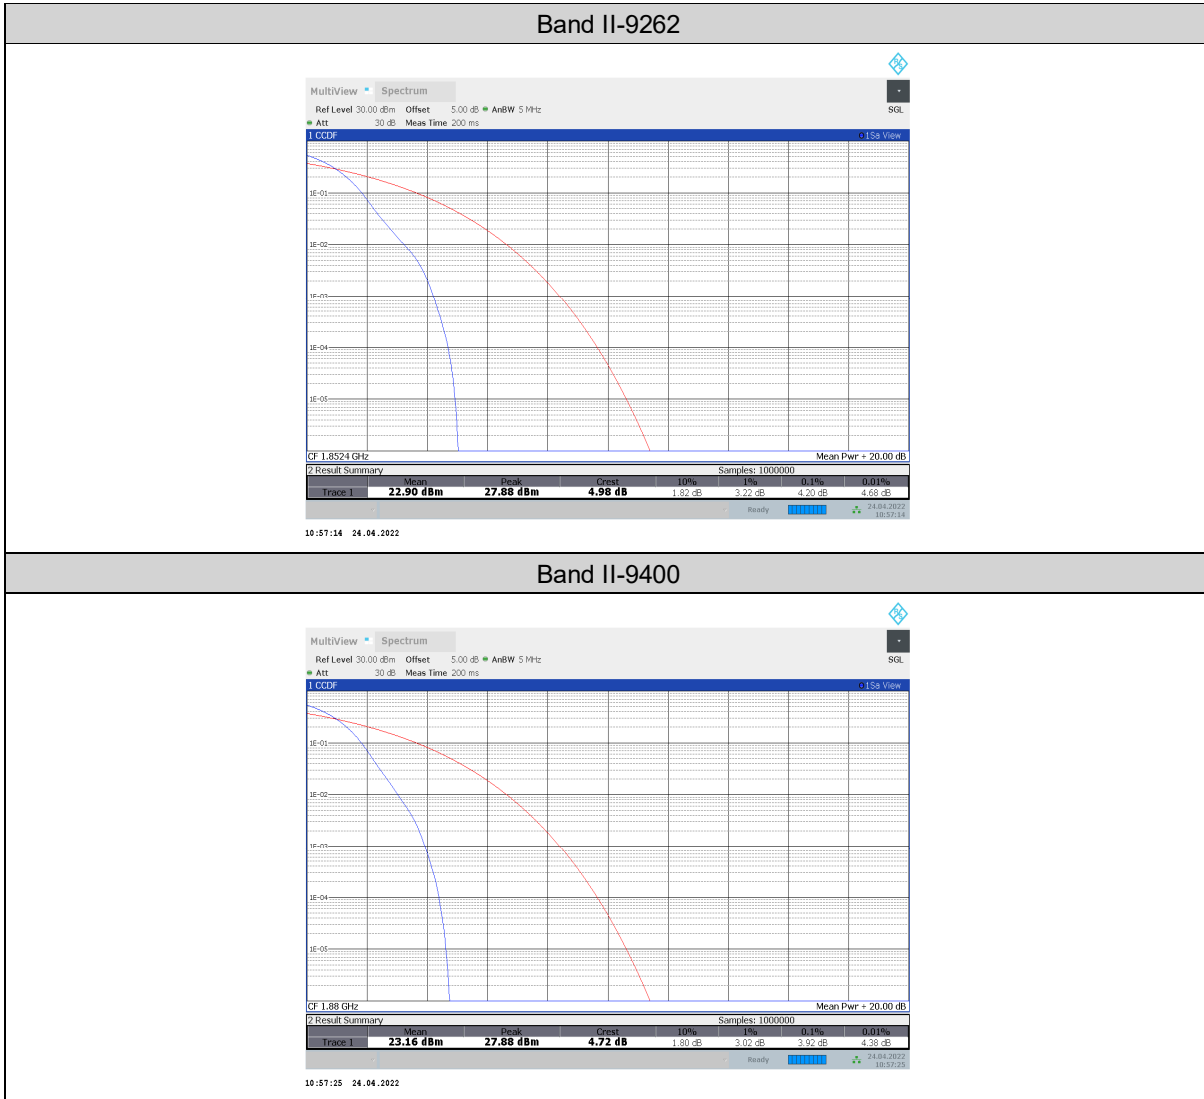 Band II-9262
MultiView Spectrum
Ref Level 30.00 dBm Offset 5.00 dB AnBW 5 MHz
SGL
Att 30 dB Meas Time 200 ms
1 CCDF 1Sa View
1E-01
1E-02
1E-03
1E-04
1E-05
CF 1.8524 GHz Mean Pwr + 20.00 dB
2 Result Summary Samples: 1000000
Mean Peak Crest 10% 1% 0.1% 0.01%
Trace 1 22.90 dBm 27.88 dBm 4.98 dB 1.82 dB 3.22 dB 4.20 dB 4.68 dB
Ready 24.04.2022
10:57:14
10:57:14 24.04.2022
Band II-9400
MultiView Spectrum
Ref Level 30.00 dBm Offset 5.00 dB AnBW 5 MHz
SGL
Att 30 dB Meas Time 200 ms
1 CCDF 1Sa View
1E-01
1E-02
1E-03
1E-04
1E-05
CF 1.88 GHz Mean Pwr + 20.00 dB
2 Result Summary Samples: 1000000
Mean Peak Crest 10% 1% 0.1% 0.01%
Trace 1 23.16 dBm 27.88 dBm 4.72 dB 1.80 dB 3.02 dB 3.92 dB 4.38 dB
Ready 24.04.2022
10:57:25
10:57:25 24.04.2022